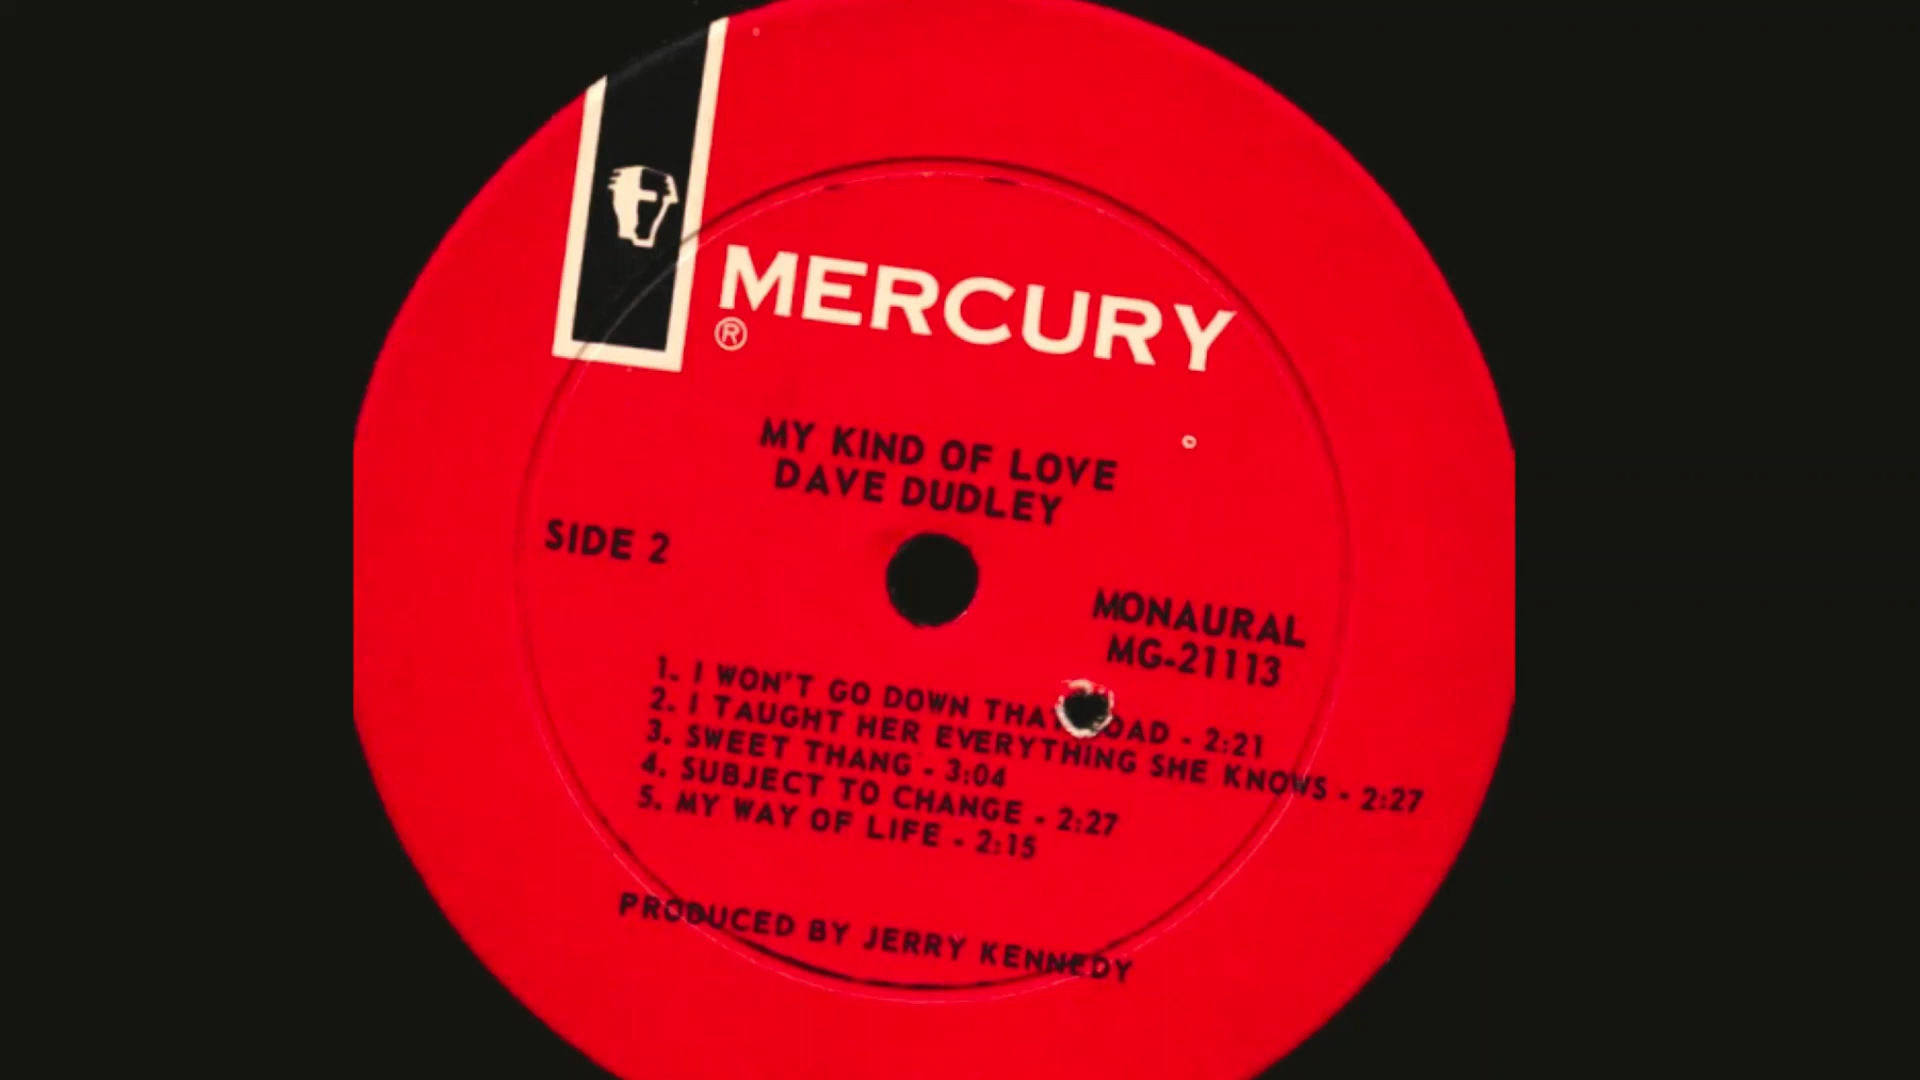 MERCURY
®
MY KIND OF LOVE
DAVE DUDLEY
SIDE 2
MONAURAL
MG-21113
1. I WON'T GO DOWN THA OAD - 2:21
2. I TAUGHT HER EVERYTHING SHE KNOWS - 2:27
3. SWEET THANG - 3:04
4. SUBJECT TO CHANGE - 2:27
5. MY WAY OF LIFE - 2:15
PRODUCED BY JERRY KENNEDY